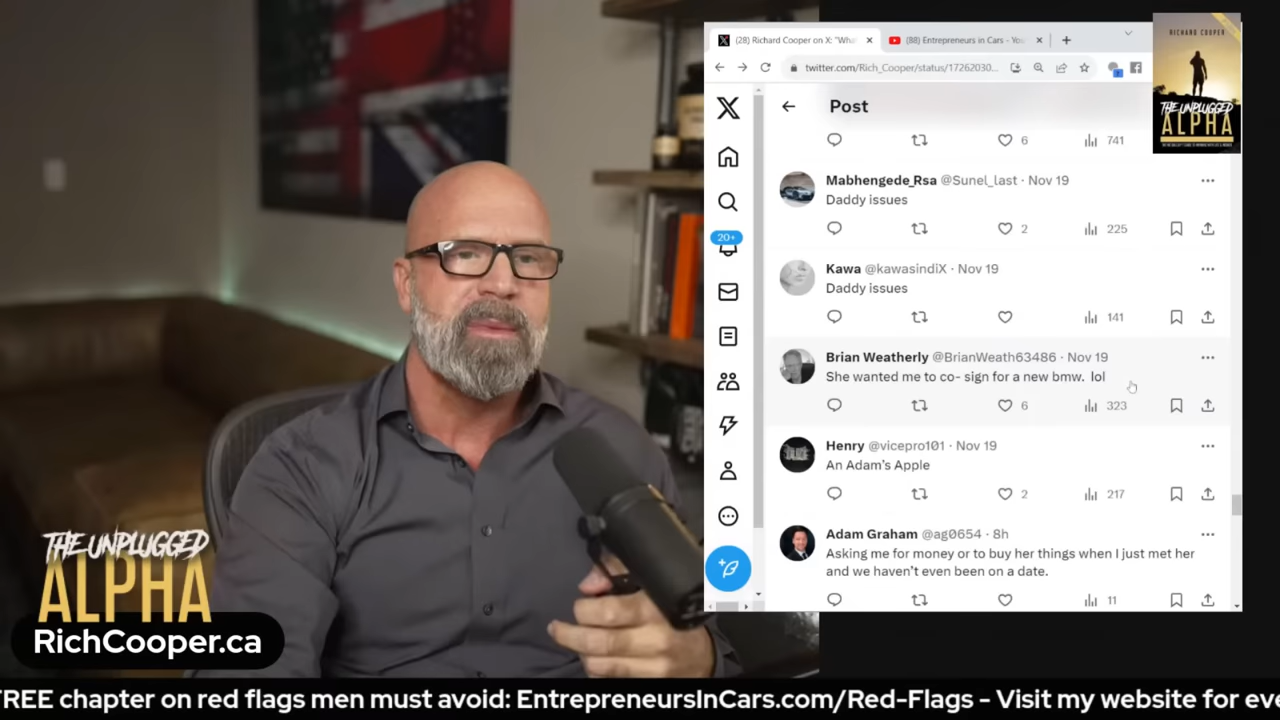 (28) Richard Cooper on X: "Wha
(88) Entrepreneurs in Cars - You
twitter.com/Rich_Cooper/status/17262030...
RICHARD COOPER
THE UNPLUGGED
ALPHA
Post
6
741
20+
Mabhengede_Rsa @Sunel_last · Nov 19
Daddy issues
2
225
Kawa @kawasindiX · Nov 19
Daddy issues
141
Brian Weatherly @BrianWeath63486 · Nov 19
She wanted me to co- sign for a new bmw. lol
6
323
Henry @vicepro101 · Nov 19
An Adam's Apple
2
217
Adam Graham @ag0654 · 8h
Asking me for money or to buy her things when I just met her
and we haven't even been on a date.
11
THE UNPLUGGED
ALPHA
RichCooper.ca
FREE chapter on red flags men must avoid: EntrepreneursInCars.com/Red-Flags - Visit my website for eve